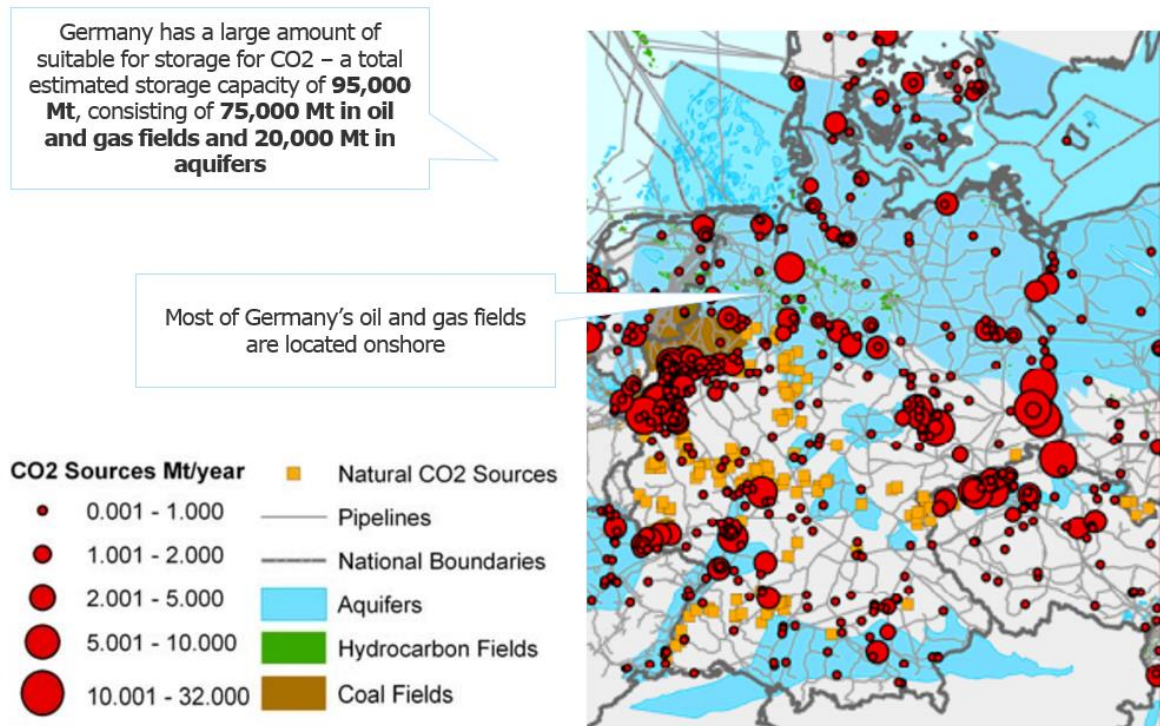 Germany has a large amount of
suitable for storage for CO2 – a total
estimated storage capacity of 95,000
Mt, consisting of 75,000 Mt in oil
and gas fields and 20,000 Mt in
aquifers
Most of Germany’s oil and gas fields
are located onshore
CO2 Sources Mt/year
0.001 - 1.000
1.001 - 2.000
2.001 - 5.000
5.001 - 10.000
10.001 - 32.000
Natural CO2 Sources
Pipelines
National Boundaries
Aquifers
Hydrocarbon Fields
Coal Fields